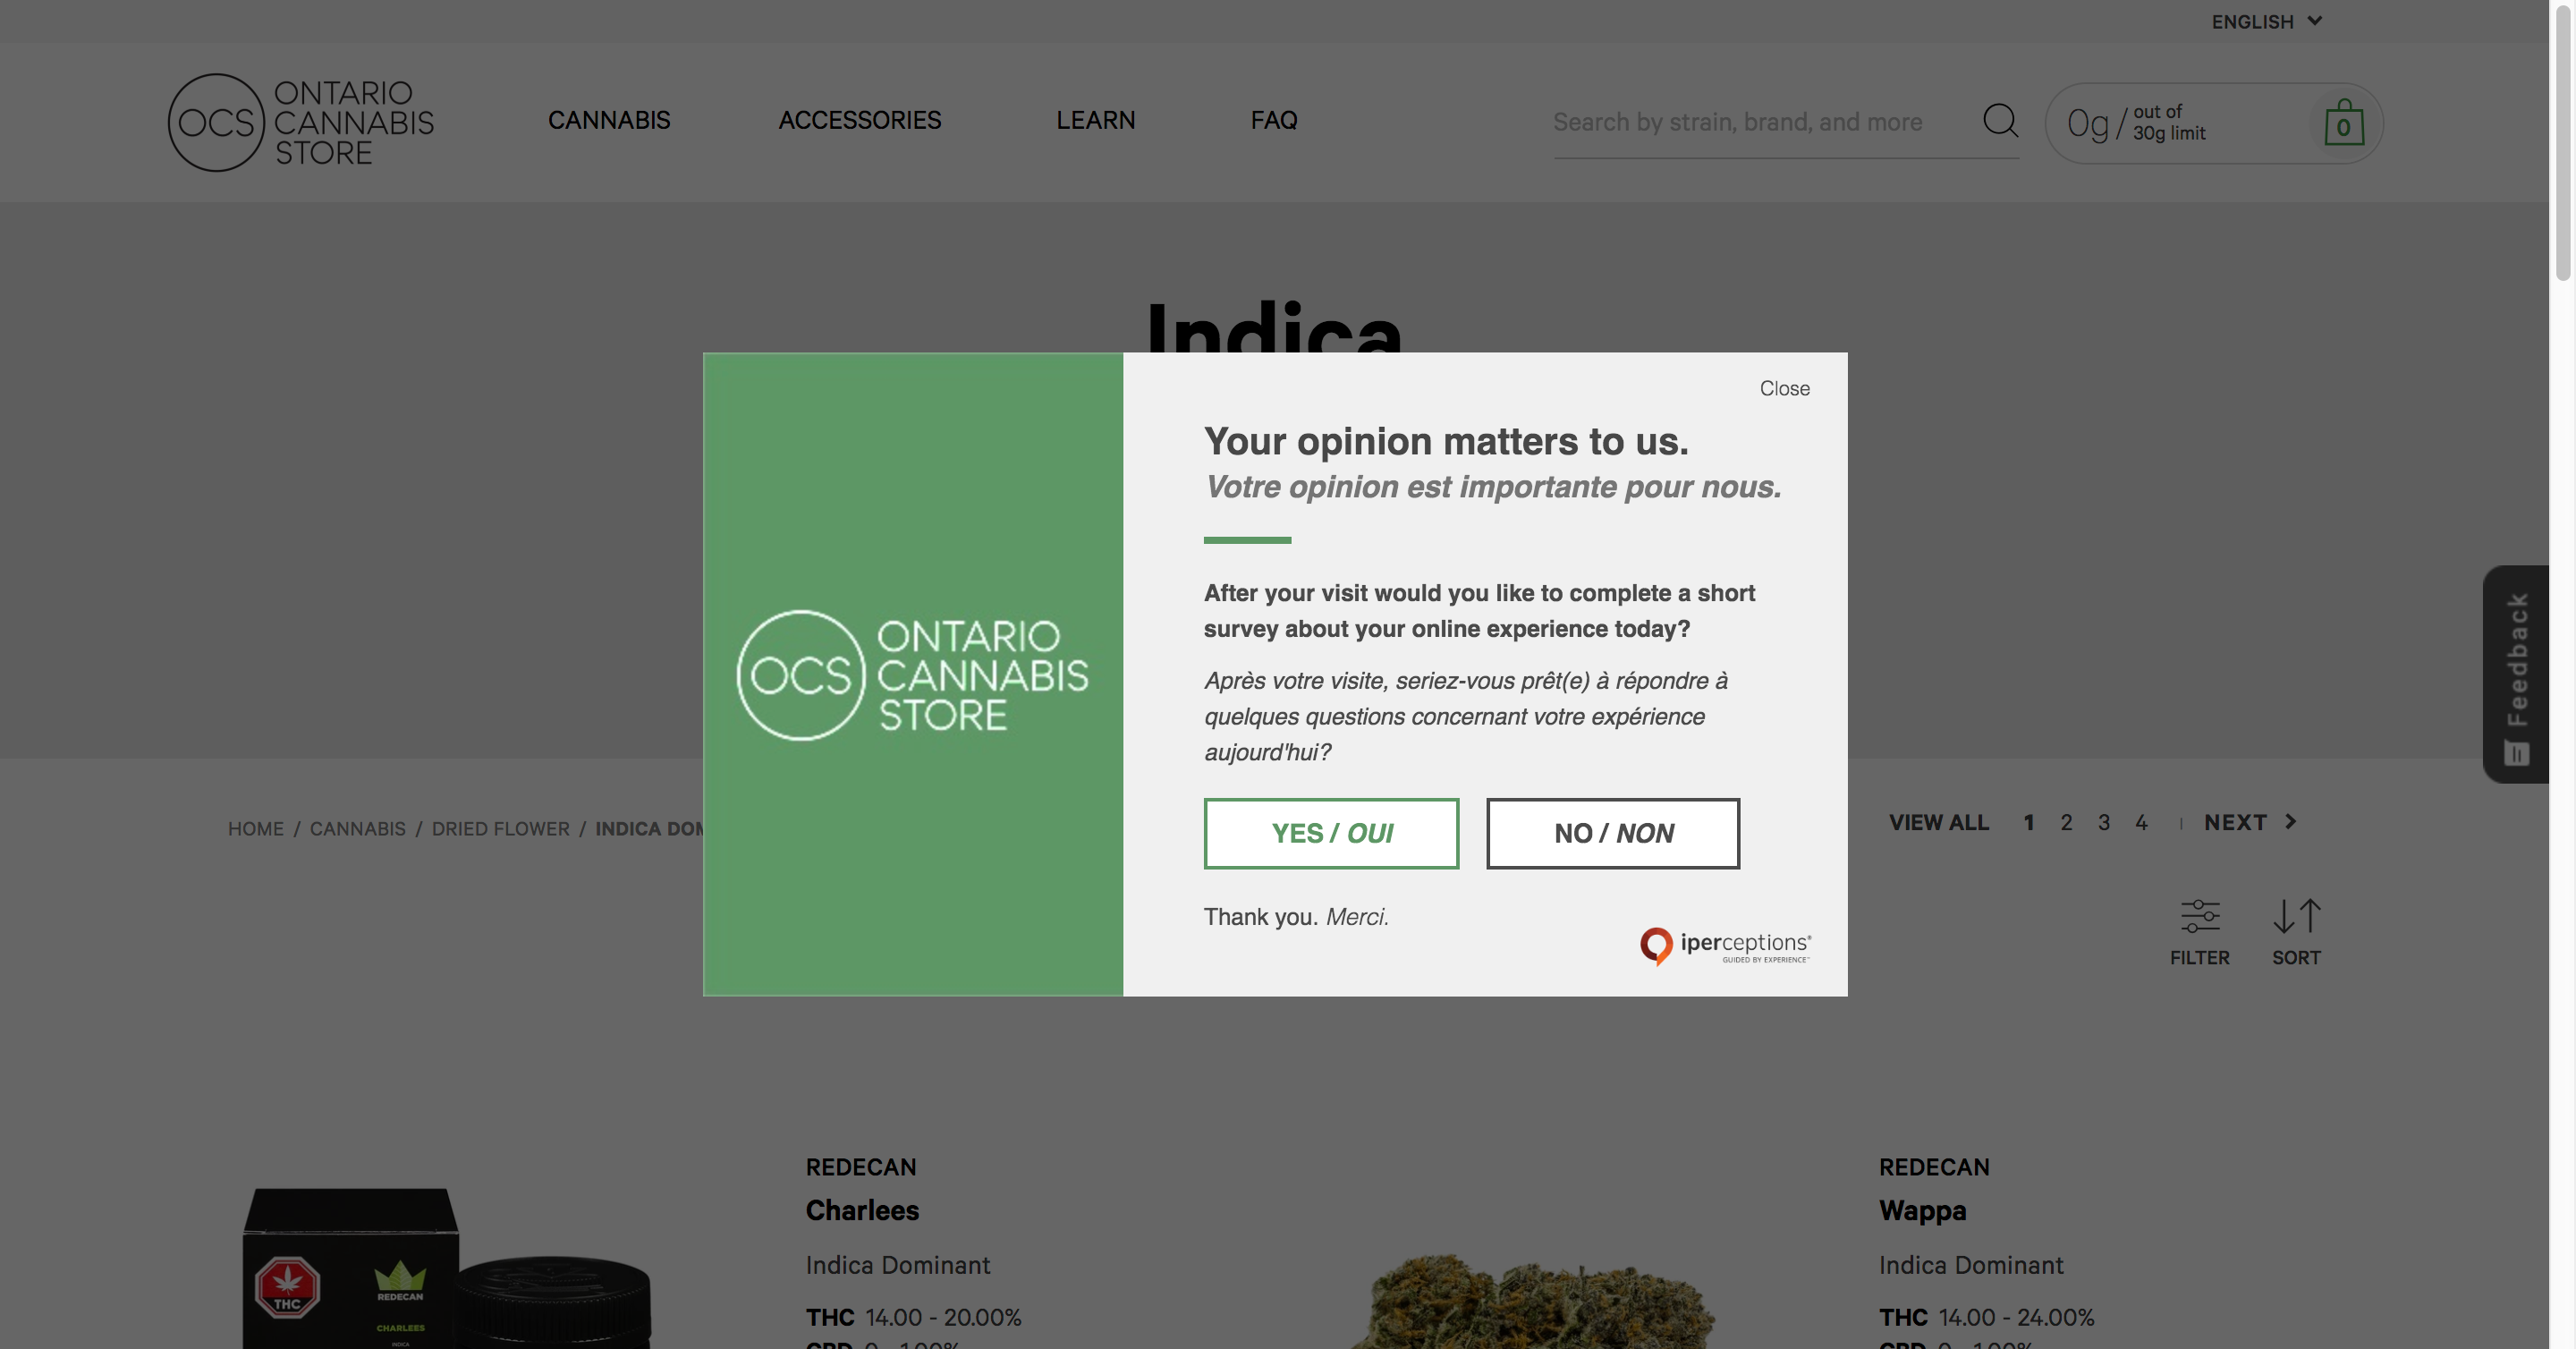 ENGLISH
OCS ONTARIO CANNABIS STORE
CANNABIS
ACCESSORIES
LEARN
FAQ
Search by strain, brand, and more
0g / out of 30g limit
0
Indica
Close
Your opinion matters to us.
Votre opinion est importante pour nous.
After your visit would you like to complete a short
survey about your online experience today?
Après votre visite, seriez-vous prêt(e) à répondre à
quelques questions concernant votre expérience
aujourd'hui?
YES / OUI
NO / NON
Thank you. Merci.
iperceptions®
GUIDED BY EXPERIENCE™
OCS ONTARIO CANNABIS STORE
Feedback
HOME / CANNABIS / DRIED FLOWER / INDICA DOM
VIEW ALL 1 2 3 4 | NEXT >
FILTER
SORT
REDECAN
Charlees
Indica Dominant
THC 14.00 - 20.00%
THC
REDECAN
CHARLEES
INDICA
REDECAN
Wappa
Indica Dominant
THC 14.00 - 24.00%